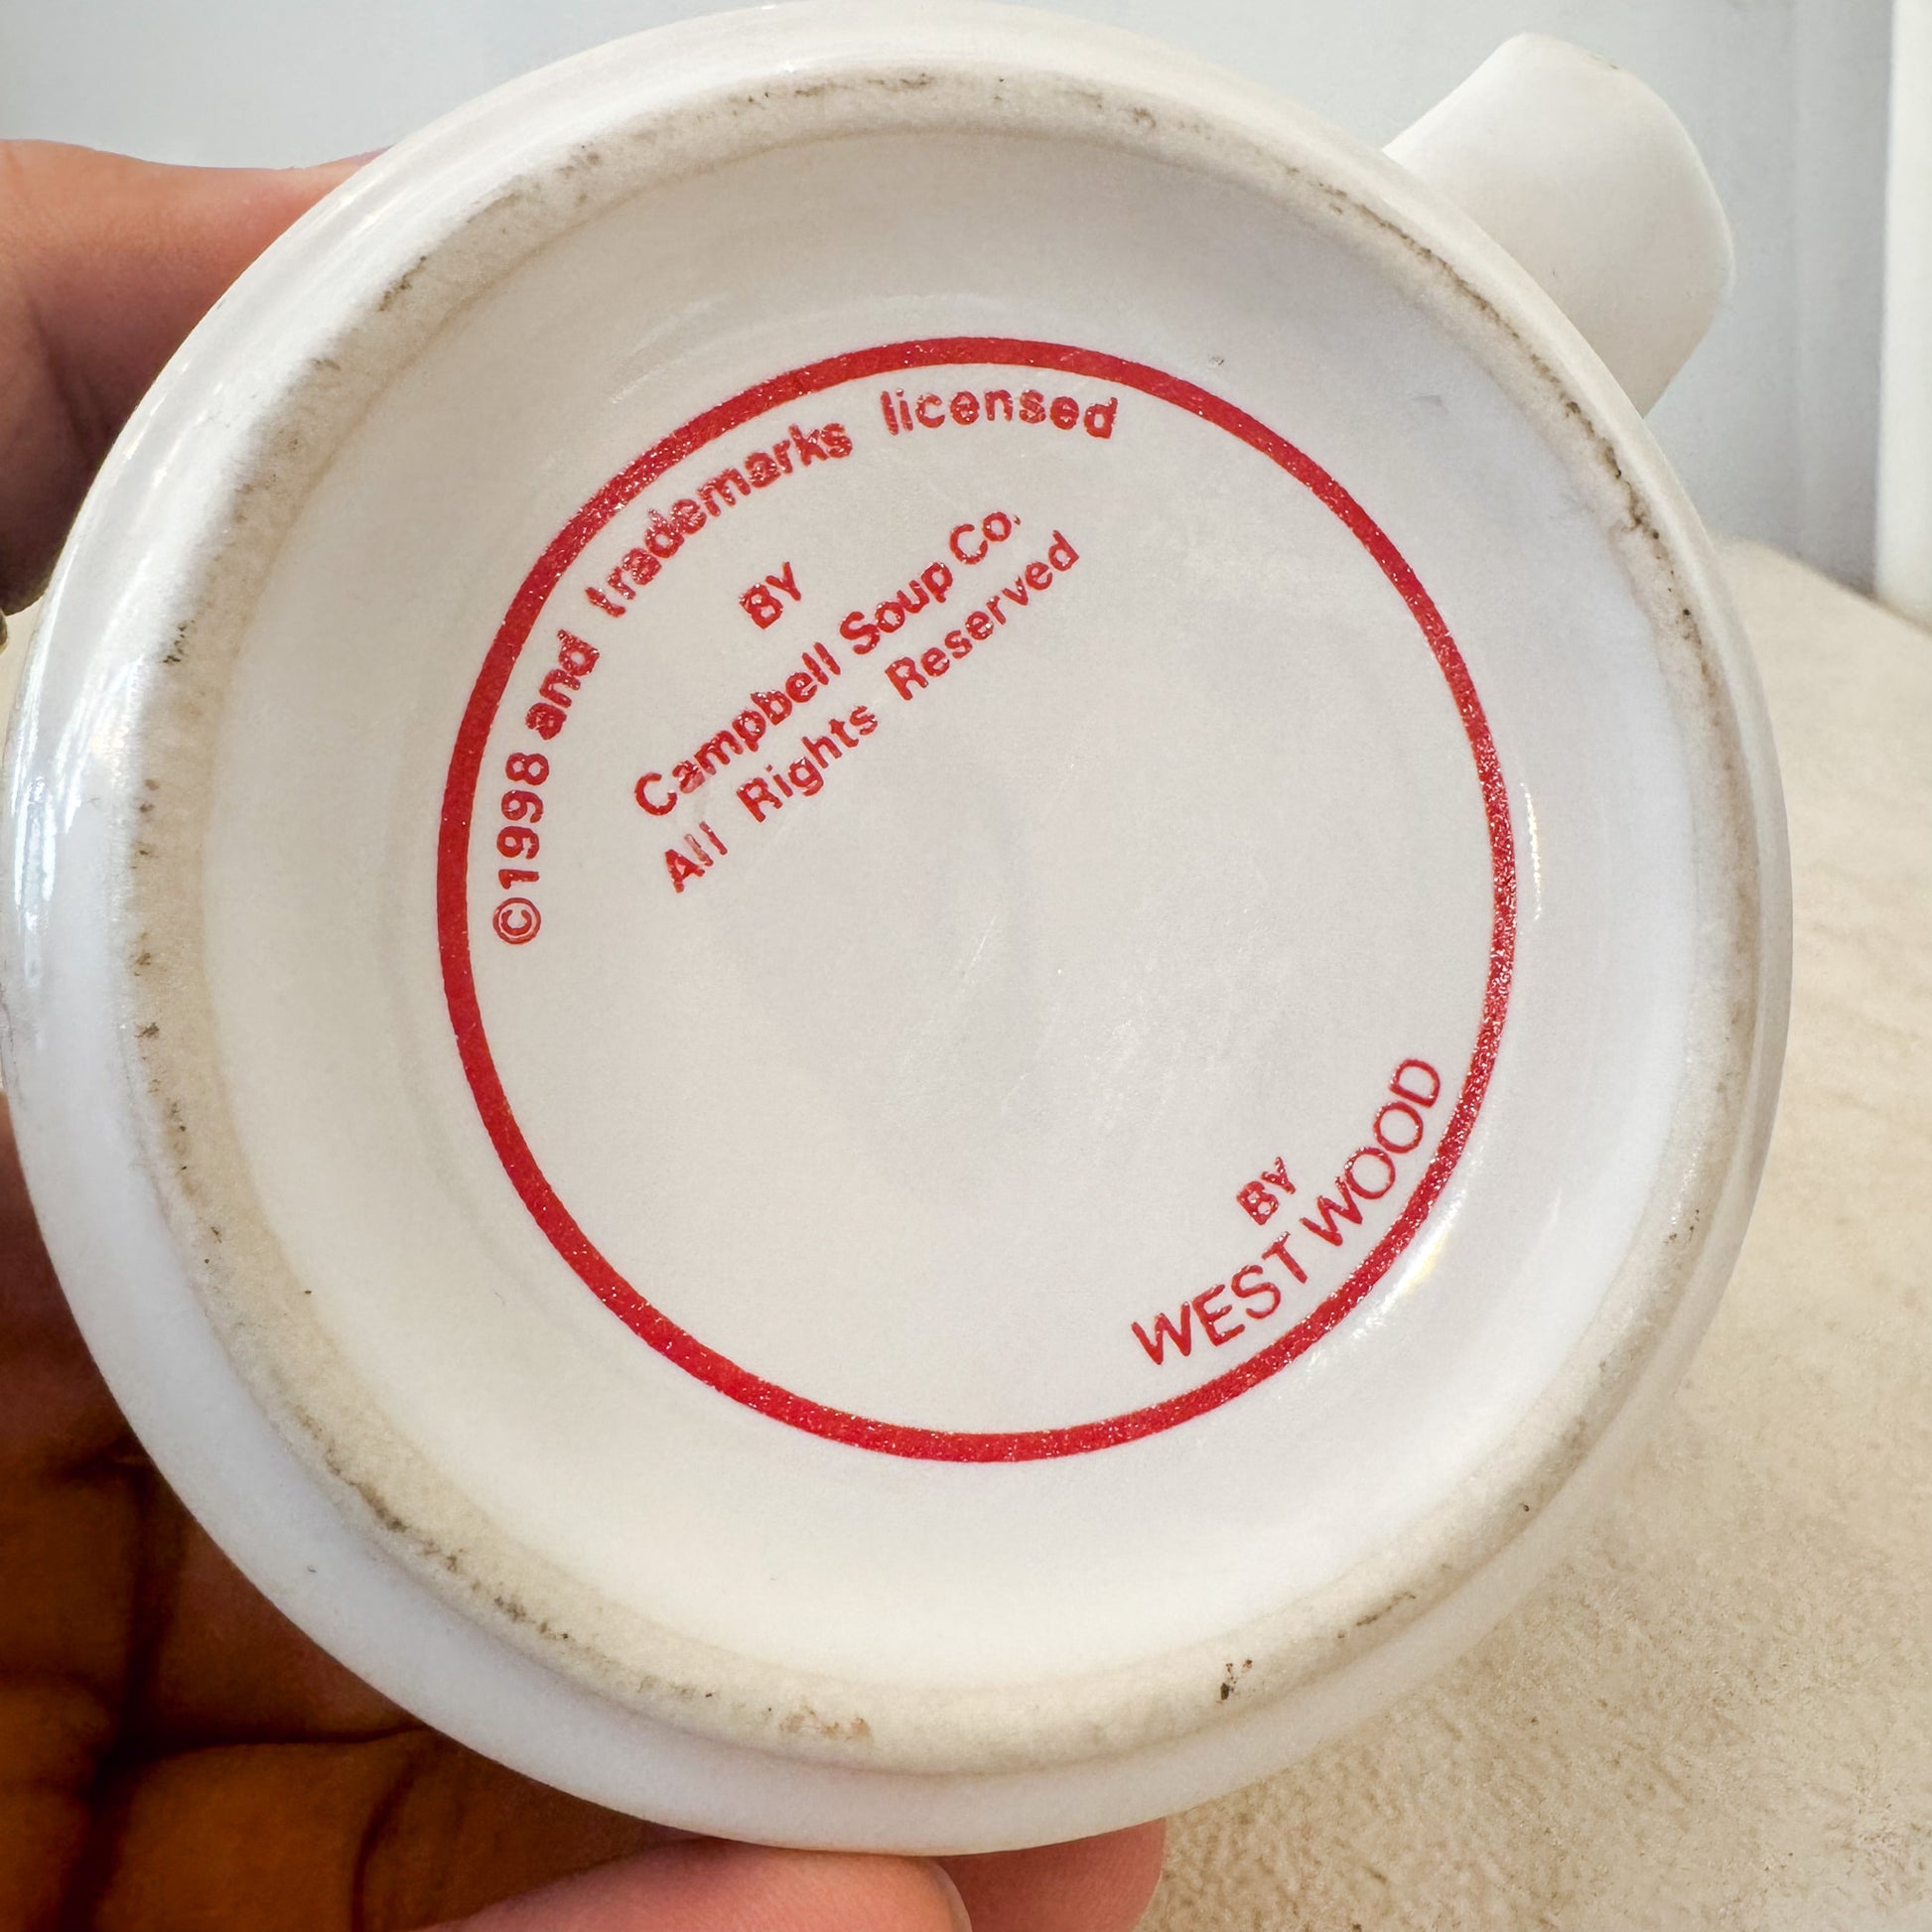 ©1998 and trademarks licensed
BY
Campbell Soup Co.
All Rights Reserved
BY
WEST WOOD